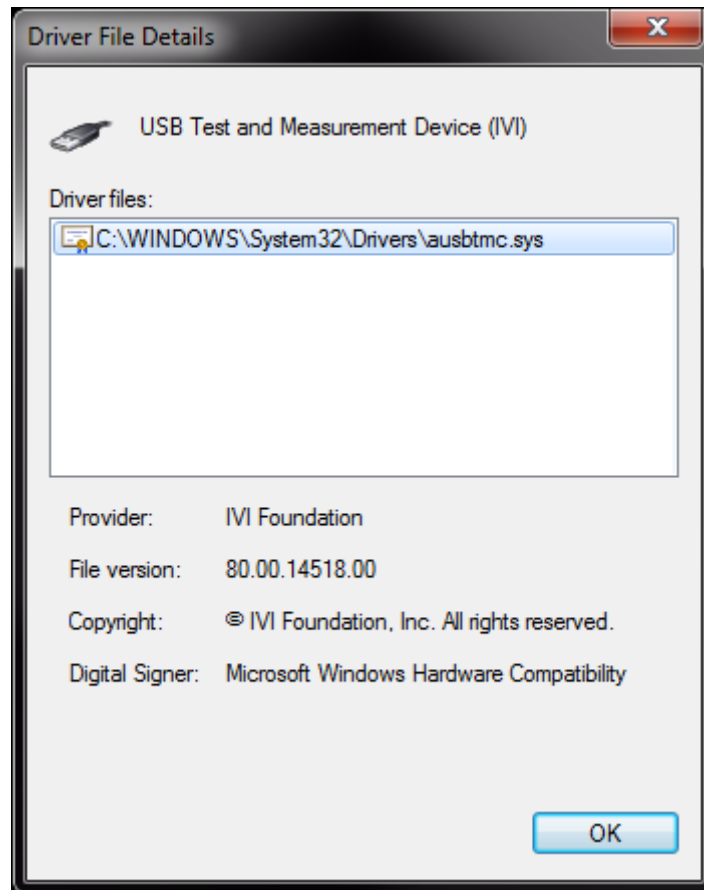 Driver File Details
USB Test and Measurement Device (IVI)
Driver files:
C:\WINDOWS\System32\Drivers\ausbtmc.sys
Provider: IVI Foundation
File version: 80.00.14518.00
Copyright: © IVI Foundation, Inc. All rights reserved.
Digital Signer: Microsoft Windows Hardware Compatibility
OK